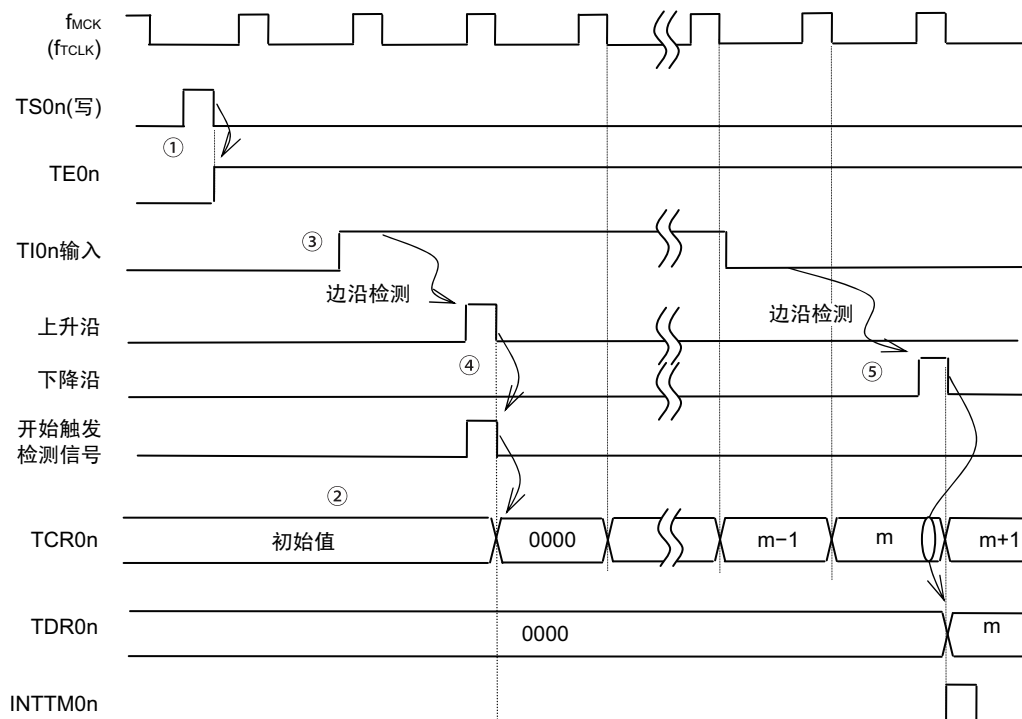 fMCK
(fTCLK)
TS0n(写)
①
TE0n
TI0n输入
③
边沿检测
边沿检测
上升沿
④
⑤
下降沿
开始触发
检测信号
②
TCR0n
初始值
0000
m−1
m
m+1
TDR0n
0000
m
INTTM0n